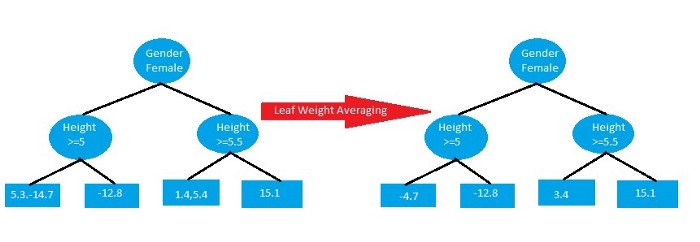 Gender
Female
Gender
Female
Leaf Weight Averaging
Height
>=5
Height
>=5.5
Height
>=5
Height
>=5.5
5.3.-14.7
-12.8
1.4,5.4
15.1
-4.7
-12.8
3.4
15.1